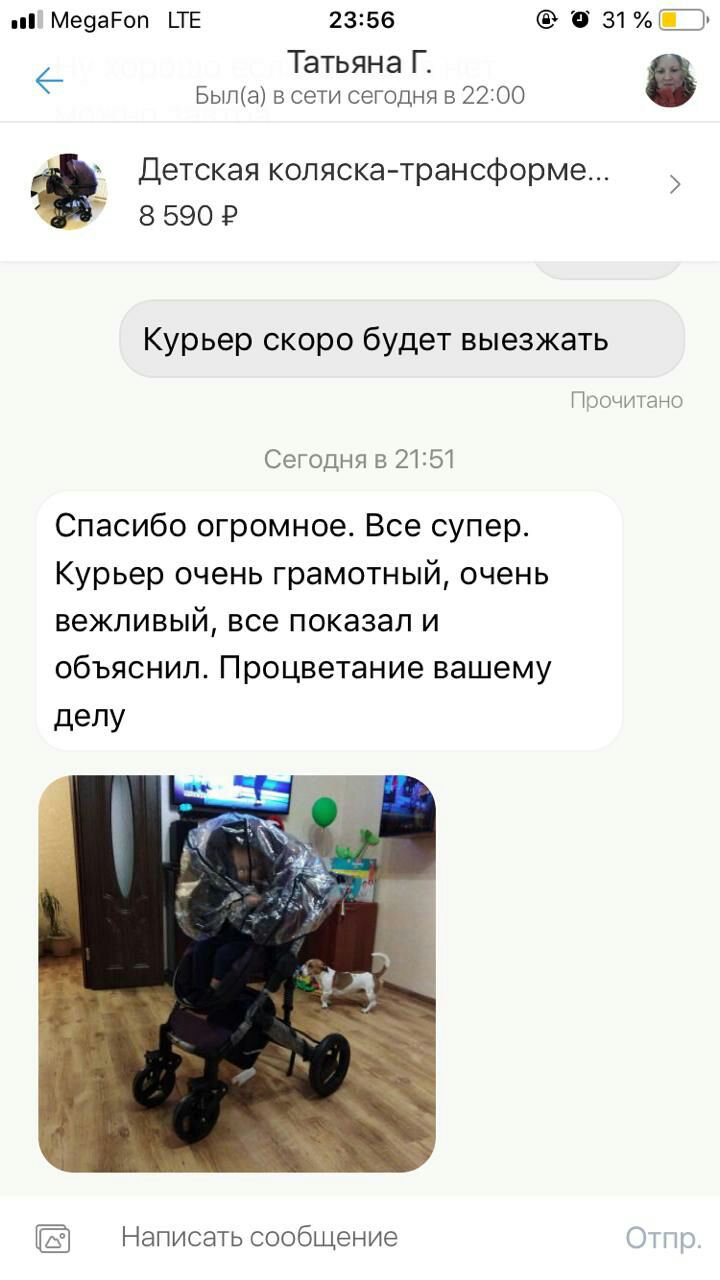 MegaFon LTE 23:56 31 %
Татьяна Г.
Был(а) в сети сегодня в 22:00
Детская коляска-трансформе...
8 590 ₽
Курьер скоро будет выезжать
Прочитано
Сегодня в 21:51
Спасибо огромное. Все супер.
Курьер очень грамотный, очень
вежливый, все показал и
объяснил. Процветание вашему
делу
Написать сообщение Отпр.